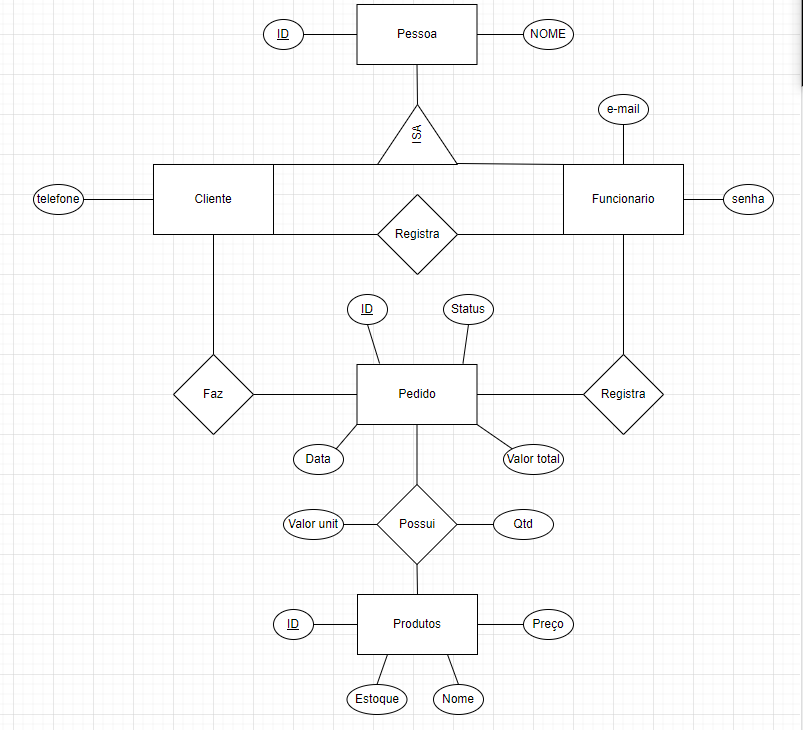 ID
Pessoa
NOME
ISA
e-mail
telefone
Cliente
Funcionario
senha
Registra
ID
Status
Faz
Pedido
Registra
Data
Valor total
Valor unit
Possui
Qtd
ID
Produtos
Preço
Estoque
Nome